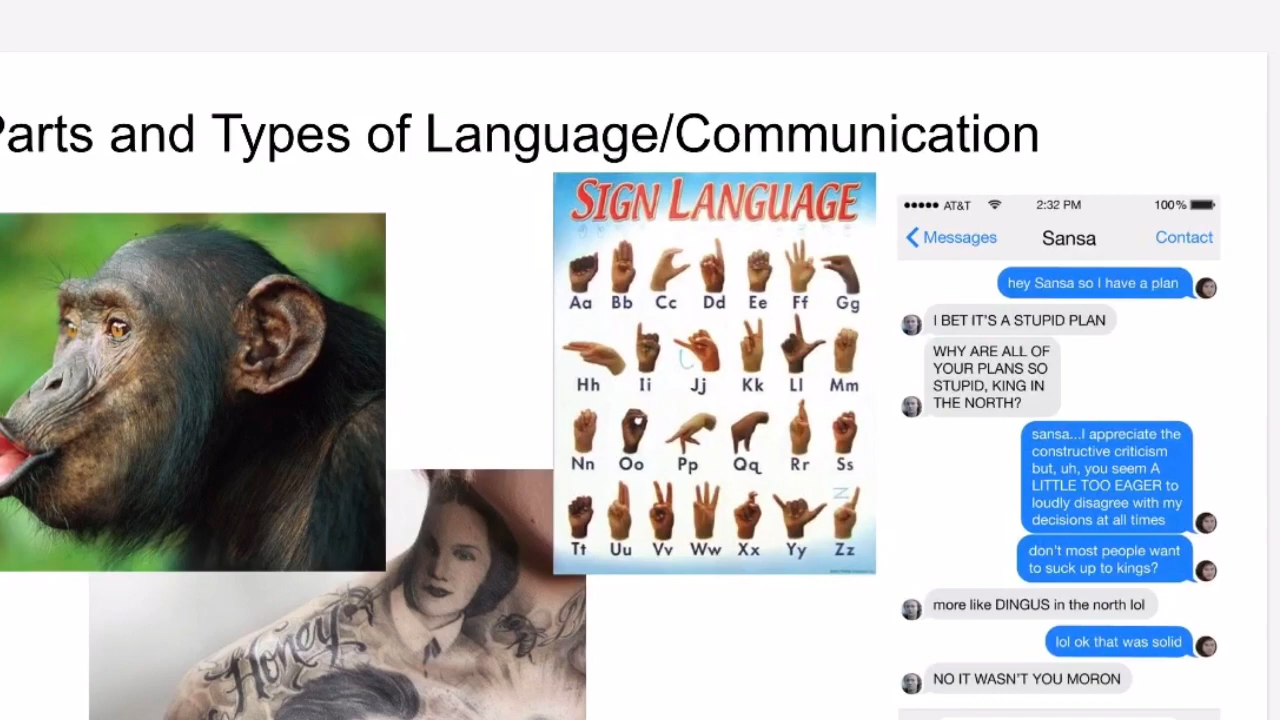 Parts and Types of Language/Communication
SIGN LANGUAGE
Aa Bb Cc Dd Ee Ff Gg
Hh Ii Jj Kk Ll Mm
Nn Oo Pp Qq Rr Ss
Tt Uu Vv Ww Xx Yy Zz
Honey
AT&T 2:32 PM 100%
Messages Sansa Contact
hey Sansa so I have a plan
I BET IT'S A STUPID PLAN
WHY ARE ALL OF
YOUR PLANS SO
STUPID, KING IN
THE NORTH?
sansa...I appreciate the
constructive criticism
but, uh, you seem A
LITTLE TOO EAGER to
loudly disagree with my
decisions at all times
don't most people want
to suck up to kings?
more like DINGUS in the north lol
lol ok that was solid
NO IT WASN'T YOU MORON